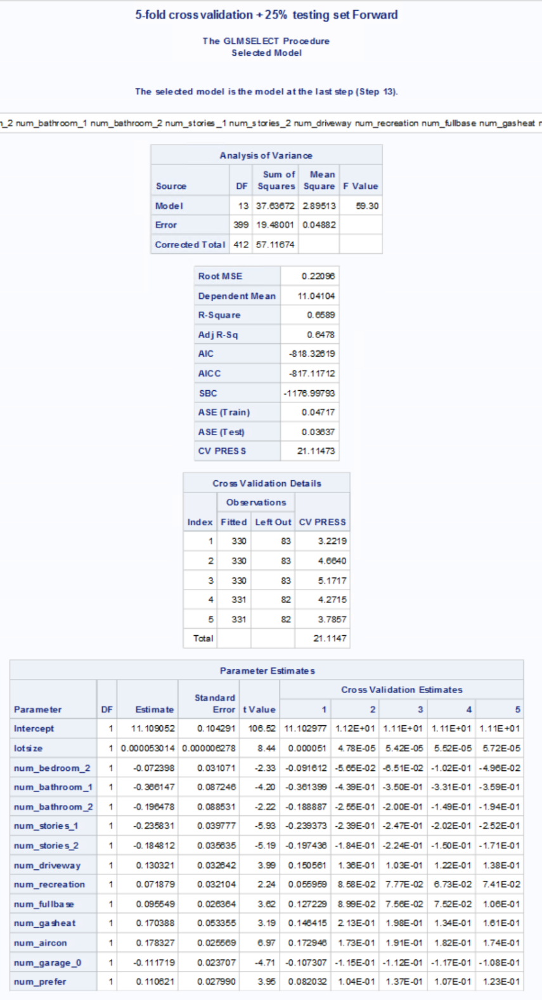 5-fold cross validation + 25% testing set Forward
The GLMSELECT Procedure
Selected Model
The selected model is the model at the last step (Step 13).
_2 num_bathroom_1 num_bathroom_2 num_stories_1 num_stories_2 num_driveway num_recreation num_fullbase num_gasheat
Analysis of Variance
Source DF Sum of Squares Mean Square F Value
Model 13 37.63672 2.89513 59.30
Error 399 19.48001 0.04882
Corrected Total 412 57.11674
Root MSE 0.22096
Dependent Mean 11.04104
R-Square 0.6589
Adj R-Sq 0.6478
AIC -818.32619
AICC -817.11712
SBC -1176.99793
ASE (Train) 0.04717
ASE (Test) 0.03637
CV PRESS 21.11473
Cross Validation Details
Observations
Index Fitted Left Out CV PRESS
1 330 83 3.2219
2 330 83 4.6640
3 330 83 5.1717
4 331 82 4.2715
5 331 82 3.7857
Total 21.1147
Parameter Estimates
Cross Validation Estimates
Parameter DF Estimate Standard Error t Value 1 2 3 4 5
Intercept 1 11.109052 0.104291 106.52 11.102977 1.12E+01 1.11E+01 1.11E+01 1.11E+01
lotsize 1 0.000053014 0.000006278 8.44 0.000051 4.78E-05 5.42E-05 5.52E-05 5.72E-05
num_bedroom_2 1 -0.072398 0.031071 -2.33 -0.091612 -5.65E-02 -6.51E-02 -1.02E-01 -4.96E-02
num_bathroom_1 1 -0.366147 0.087246 -4.20 -0.361399 -4.39E-01 -3.50E-01 -3.31E-01 -3.59E-01
num_bathroom_2 1 -0.196478 0.088531 -2.22 -0.188887 -2.55E-01 -2.00E-01 -1.49E-01 -1.94E-01
num_stories_1 1 -0.235831 0.039777 -5.93 -0.239373 -2.39E-01 -2.47E-01 -2.02E-01 -2.52E-01
num_stories_2 1 -0.184812 0.035635 -5.19 -0.197436 -1.84E-01 -2.24E-01 -1.50E-01 -1.71E-01
num_driveway 1 0.130321 0.032642 3.99 0.150561 1.36E-01 1.03E-01 1.22E-01 1.38E-01
num_recreation 1 0.071879 0.032104 2.24 0.055959 8.58E-02 7.77E-02 6.73E-02 7.41E-02
num_fullbase 1 0.095549 0.026364 3.62 0.127229 8.99E-02 7.56E-02 7.52E-02 1.06E-01
num_gasheat 1 0.170388 0.053355 3.19 0.146415 2.13E-01 1.98E-01 1.34E-01 1.61E-01
num_aircon 1 0.178327 0.025569 6.97 0.172946 1.73E-01 1.91E-01 1.82E-01 1.74E-01
num_garage_0 1 -0.111719 0.023707 -4.71 -0.107307 -1.15E-01 -1.12E-01 -1.17E-01 -1.08E-01
num_prefer 1 0.110621 0.027990 3.95 0.082032 1.04E-01 1.37E-01 1.07E-01 1.23E-01